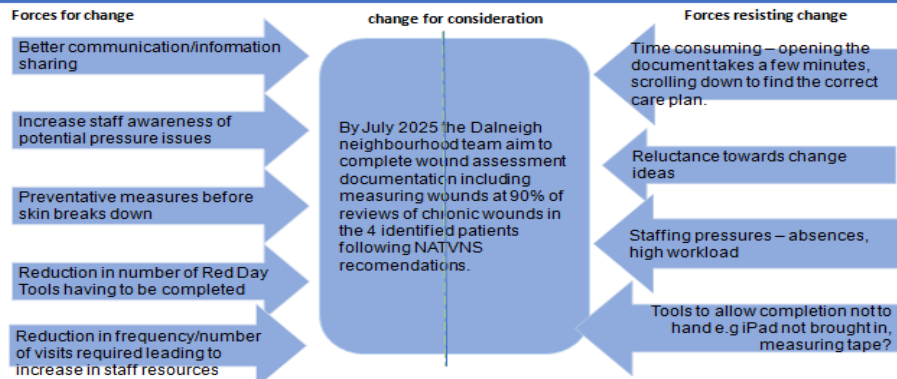 Forces for change
change for consideration
Forces resisting change
Better communication/information
sharing
Increase staff awareness of
potential pressure issues
Preventative measures before
skin breaks down
Reduction in number of Red Day
Tools having to be completed
Reduction in frequency/number
of visits required leading to
increase in staff resources
By July 2025 the Dalneigh
neighbourhood team aim to
complete wound assessment
documentation including
measuring wounds at 90% of
reviews of chronic wounds in
the 4 identified patients
following NATVNS
recomendations.
Time consuming – opening the
document takes a few minutes,
scrolling down to find the correct
care plan.
Reluctance towards change
ideas
Staffing pressures – absences,
high workload
Tools to allow completion not to
hand e.g iPad not brought in,
measuring tape?